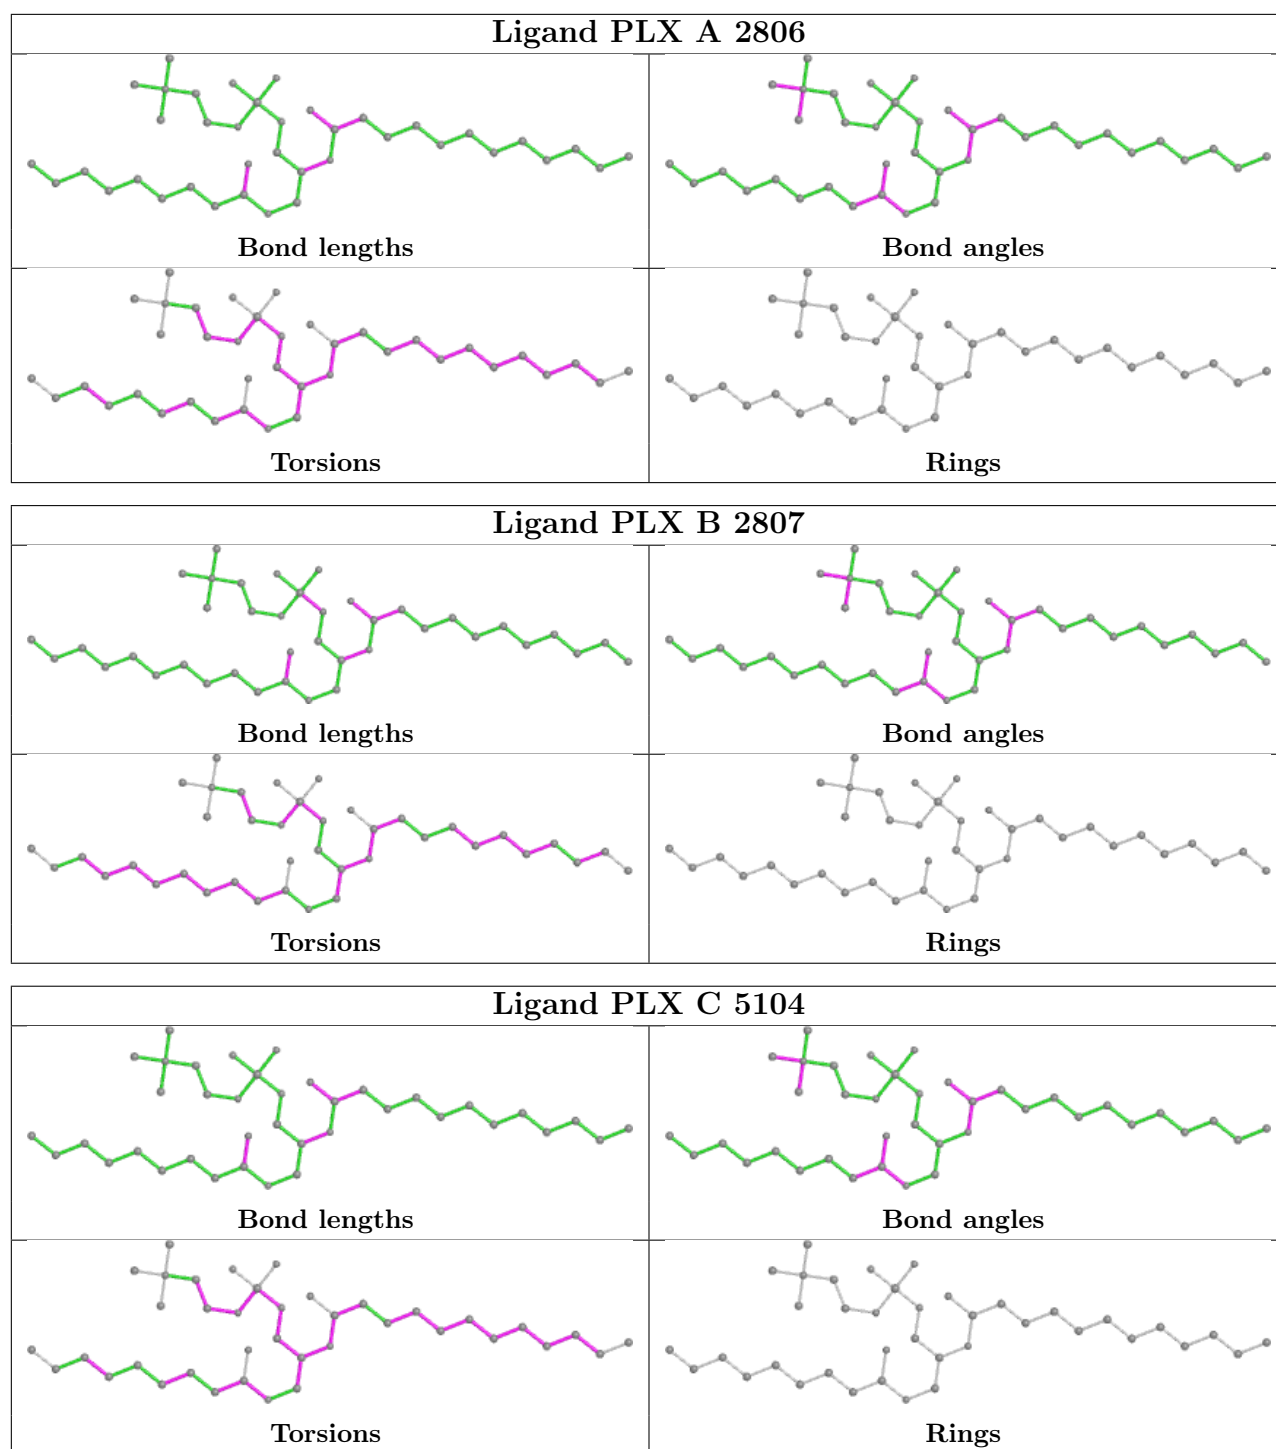 Ligand PLX A 2806
Bond lengths
Bond angles
Torsions
Rings
Ligand PLX B 2807
Bond lengths
Bond angles
Torsions
Rings
Ligand PLX C 5104
Bond lengths
Bond angles
Torsions
Rings